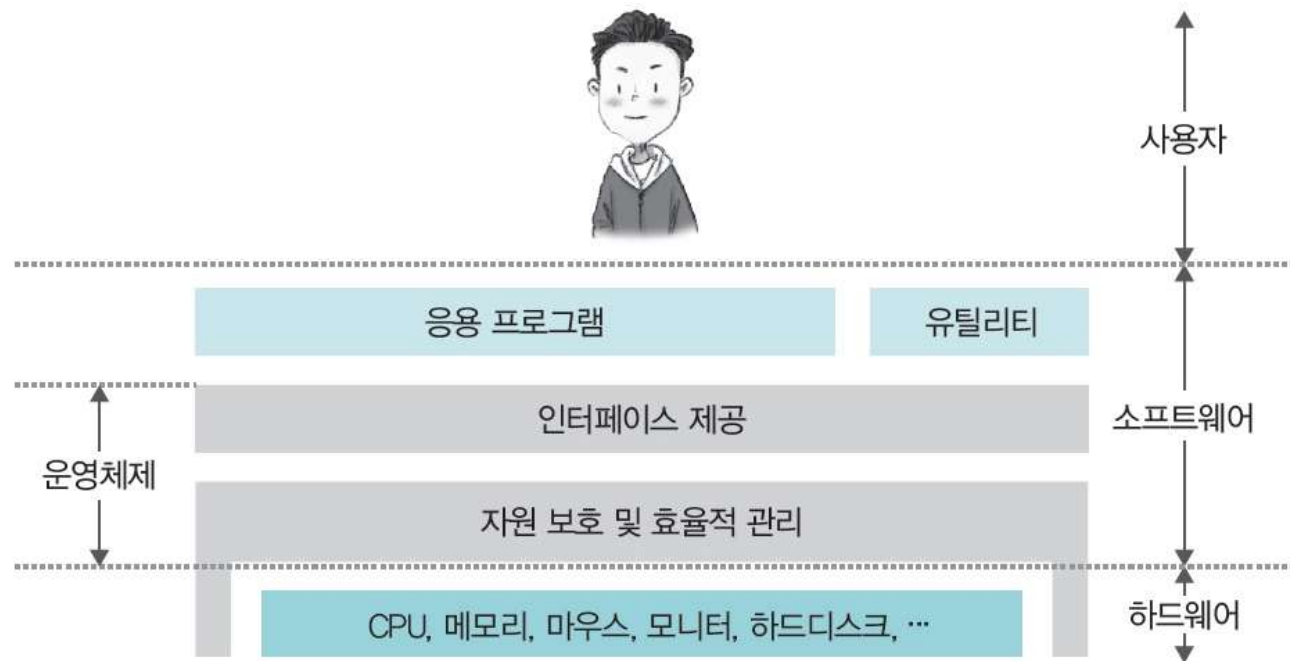 사용자
응용 프로그램
유틸리티
인터페이스 제공
소프트웨어
운영체제
자원 보호 및 효율적 관리
CPU, 메모리, 마우스, 모니터, 하드디스크, …
하드웨어